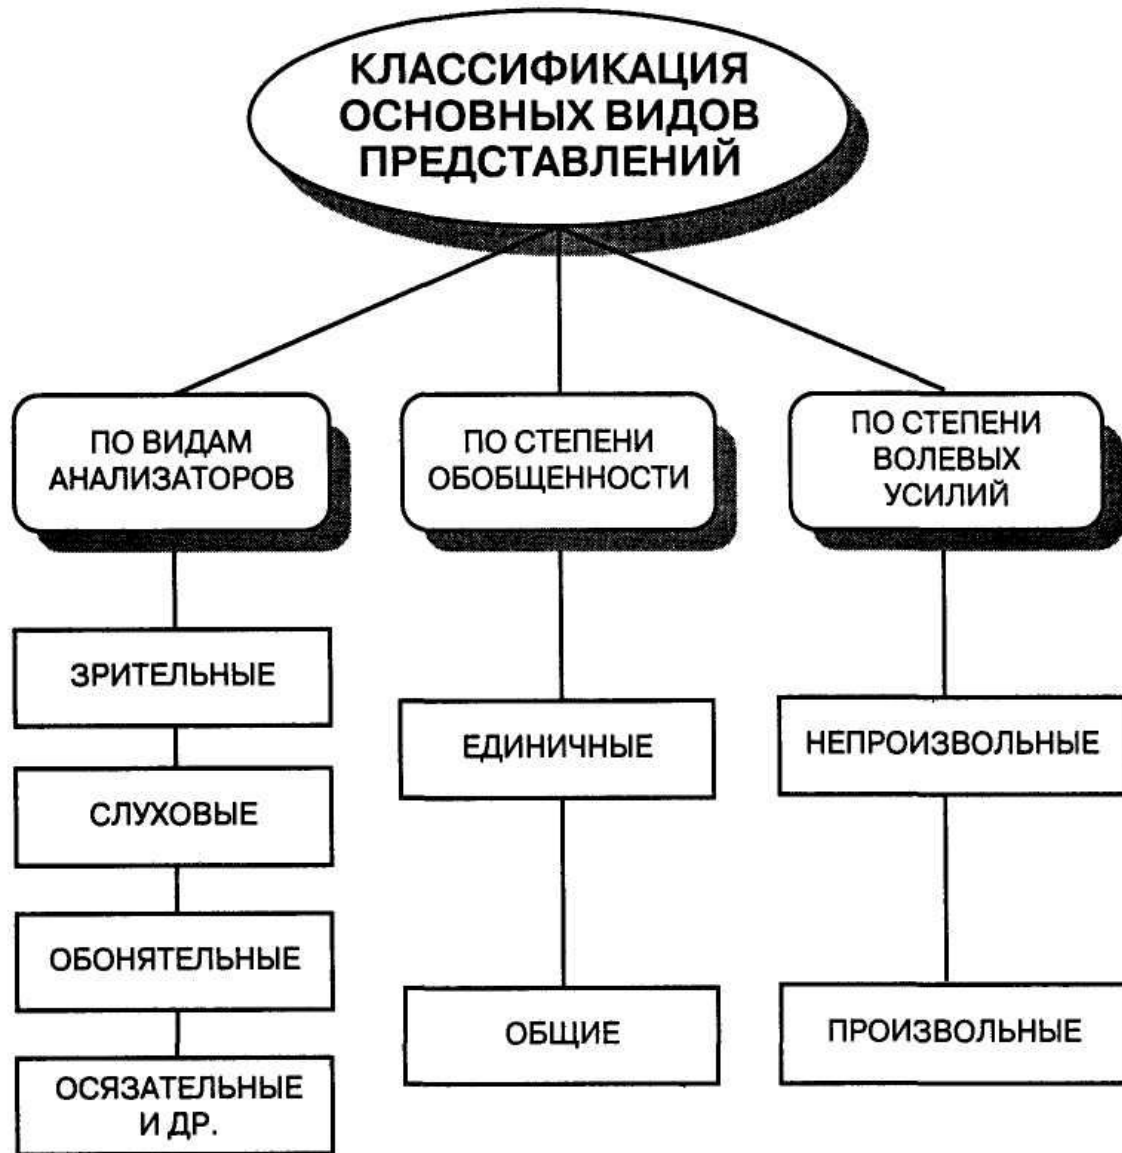 КЛАССИФИКАЦИЯ
ОСНОВНЫХ ВИДОВ
ПРЕДСТАВЛЕНИЙ
ПО ВИДАМ
АНАЛИЗАТОРОВ
ЗРИТЕЛЬНЫЕ
СЛУХОВЫЕ
ОБОНЯТЕЛЬНЫЕ
ОСЯЗАТЕЛЬНЫЕ
И ДР.
ПО СТЕПЕНИ
ОБОБЩЕННОСТИ
ЕДИНИЧНЫЕ
ОБЩИЕ
ПО СТЕПЕНИ
ВОЛЕВЫХ
УСИЛИЙ
НЕПРОИЗВОЛЬНЫЕ
ПРОИЗВОЛЬНЫЕ